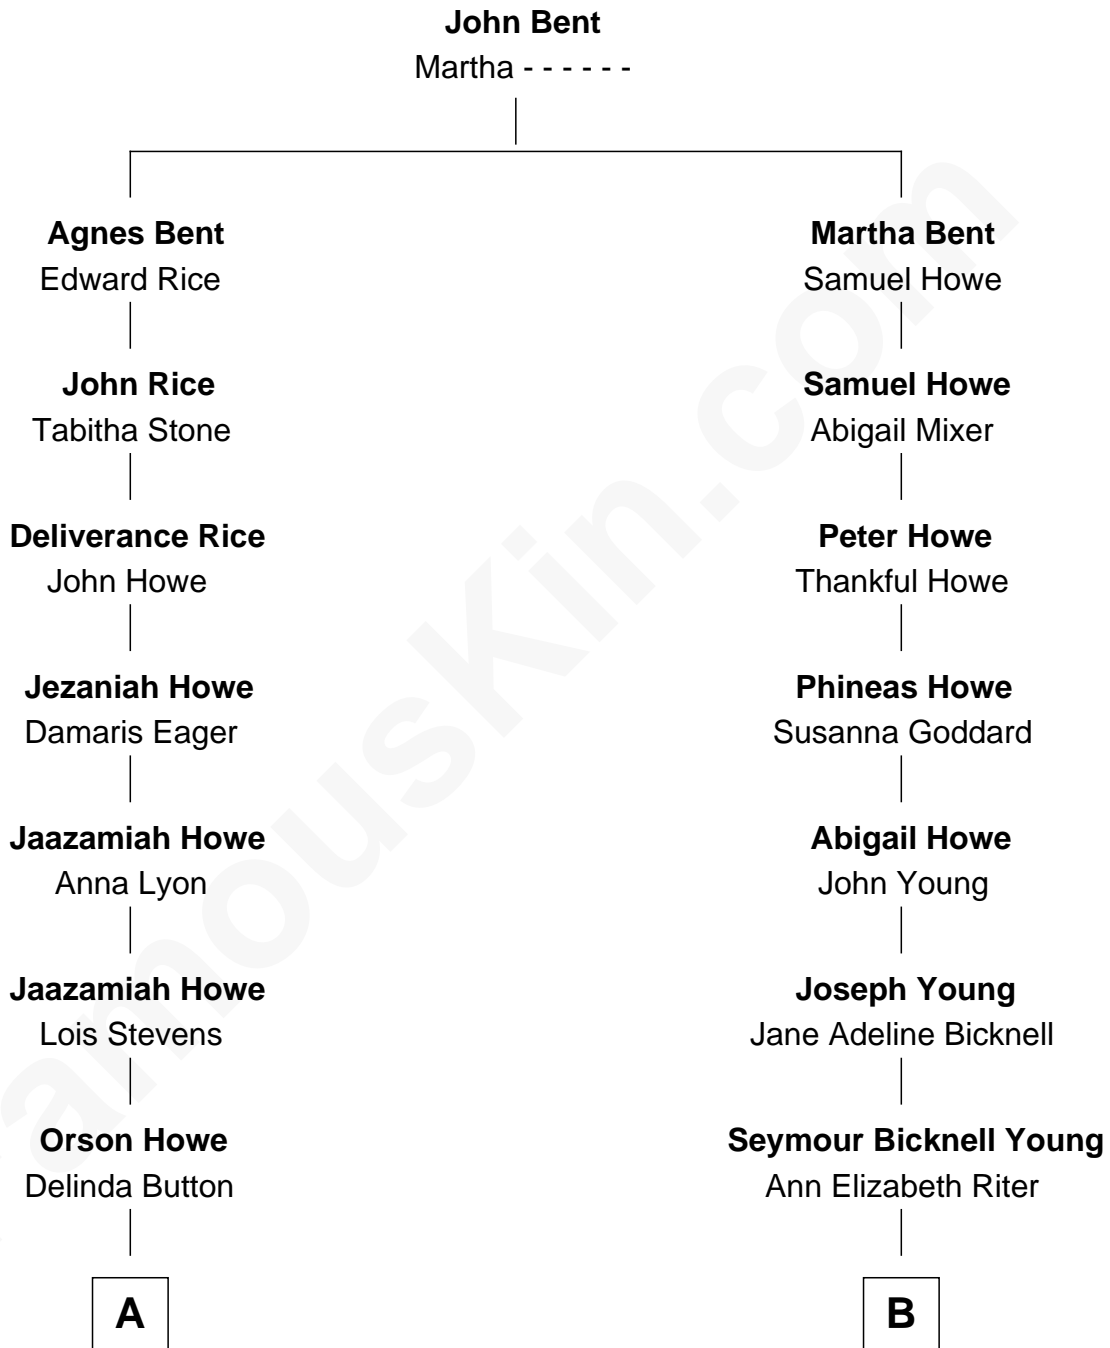 John Bent
Martha - - - - - -
Agnes Bent
Edward Rice
Martha Bent
Samuel Howe
John Rice
Tabitha Stone
Samuel Howe
Abigail Mixer
Deliverance Rice
John Howe
Peter Howe
Thankful Howe
Jezaniah Howe
Damaris Eager
Phineas Howe
Susanna Goddard
Jaazamiah Howe
Anna Lyon
Abigail Howe
John Young
Jaazamiah Howe
Lois Stevens
Joseph Young
Jane Adeline Bicknell
Orson Howe
Delinda Button
Seymour Bicknell Young
Ann Elizabeth Riter
A
B
amousKin.com